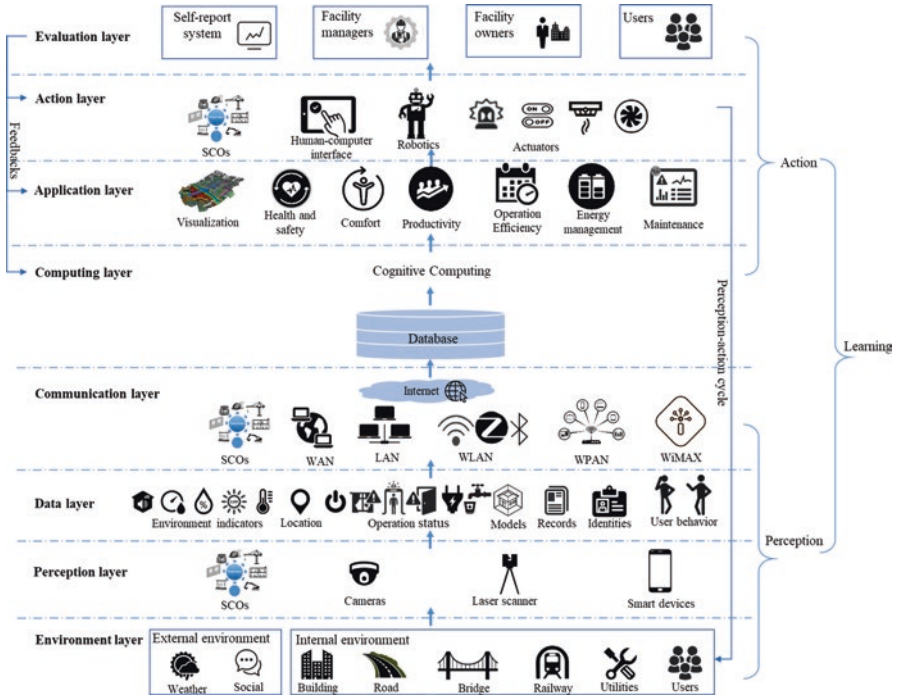 Self-report
system
Facility
managers
Facility
owners
Users
Evaluation layer
Action layer
SCOs
Human-computer
interface
Robotics
ON
OFF
Actuators
Feedbacks
Action
Application layer
Visualization
Health and
safety
Comfort
Productivity
Operation
Efficiency
Energy
management
Maintenance
Computing layer
Cognitive Computing
Database
Perception-action cycle
Learning
Internet
Communication layer
SCOs
WAN
LAN
WLAN
WPAN
WiMAX
Data layer
Environment indicators
Location
Operation status
Models
Records
Identities
User behavior
Perception
Perception layer
SCOs
Cameras
Laser scanner
Smart devices
Environment layer
External environment
Weather
Social
Internal environment
Building
Road
Bridge
Railway
Utilities
Users